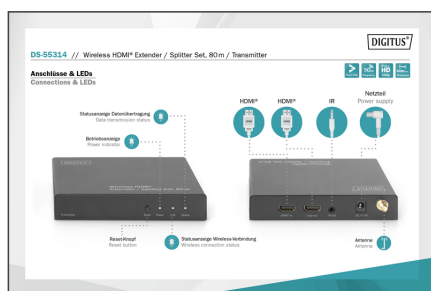 DIGITUS®
DS-55314 // Wireless HDMI® Extender / Splitter Set, 80 m / Transmitter
Anschlüsse & LEDs
Connections & LEDs
HDMI®
HDMI®
IR
Netzteil
Power supply
Statusanzeige Datenübertragung
Data transmission status
Betriebsanzeige
Power indicator
DIGITUS
Reset-Knopf
Reset button
Statusanzeige Wireless-Verbindung
Wireless connection status
Antenne
Antenna